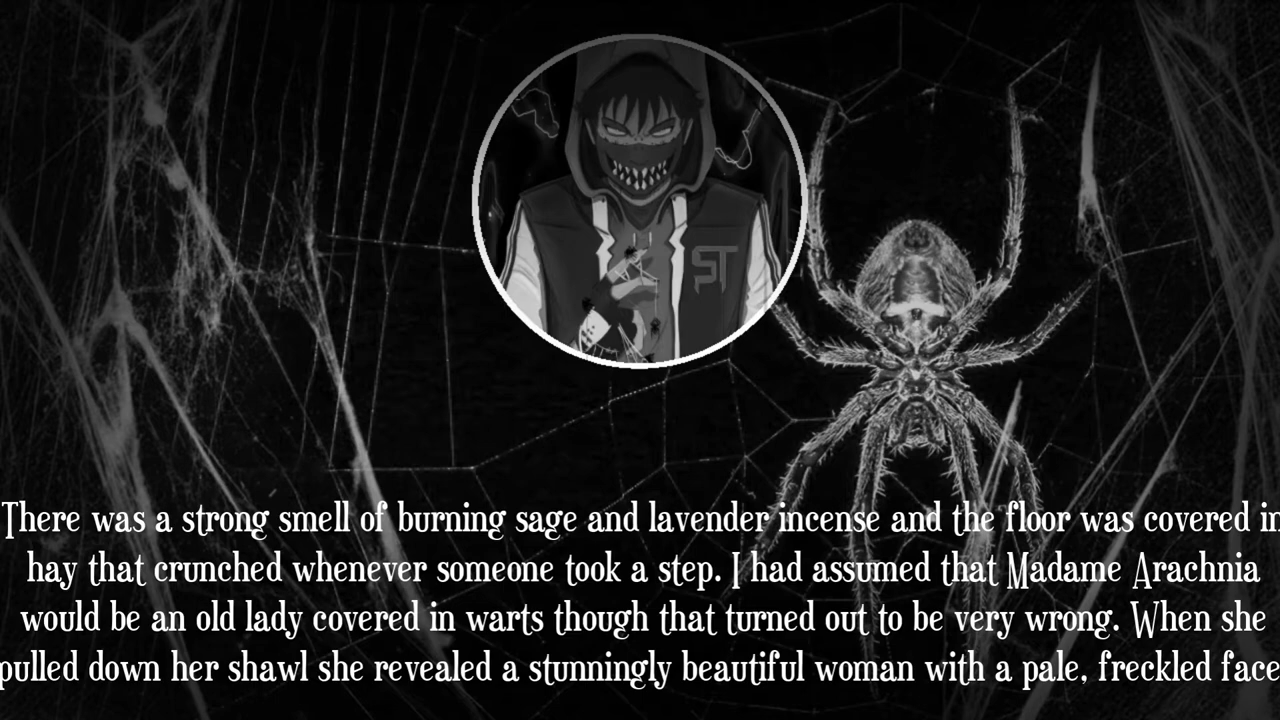 ST
There was a strong smell of burning sage and lavender incense and the floor was covered in
hay that crunched whenever someone took a step. I had assumed that Madame Arachnia
would be an old lady covered in warts though that turned out to be very wrong. When she
pulled down her shawl she revealed a stunningly beautiful woman with a pale, freckled face